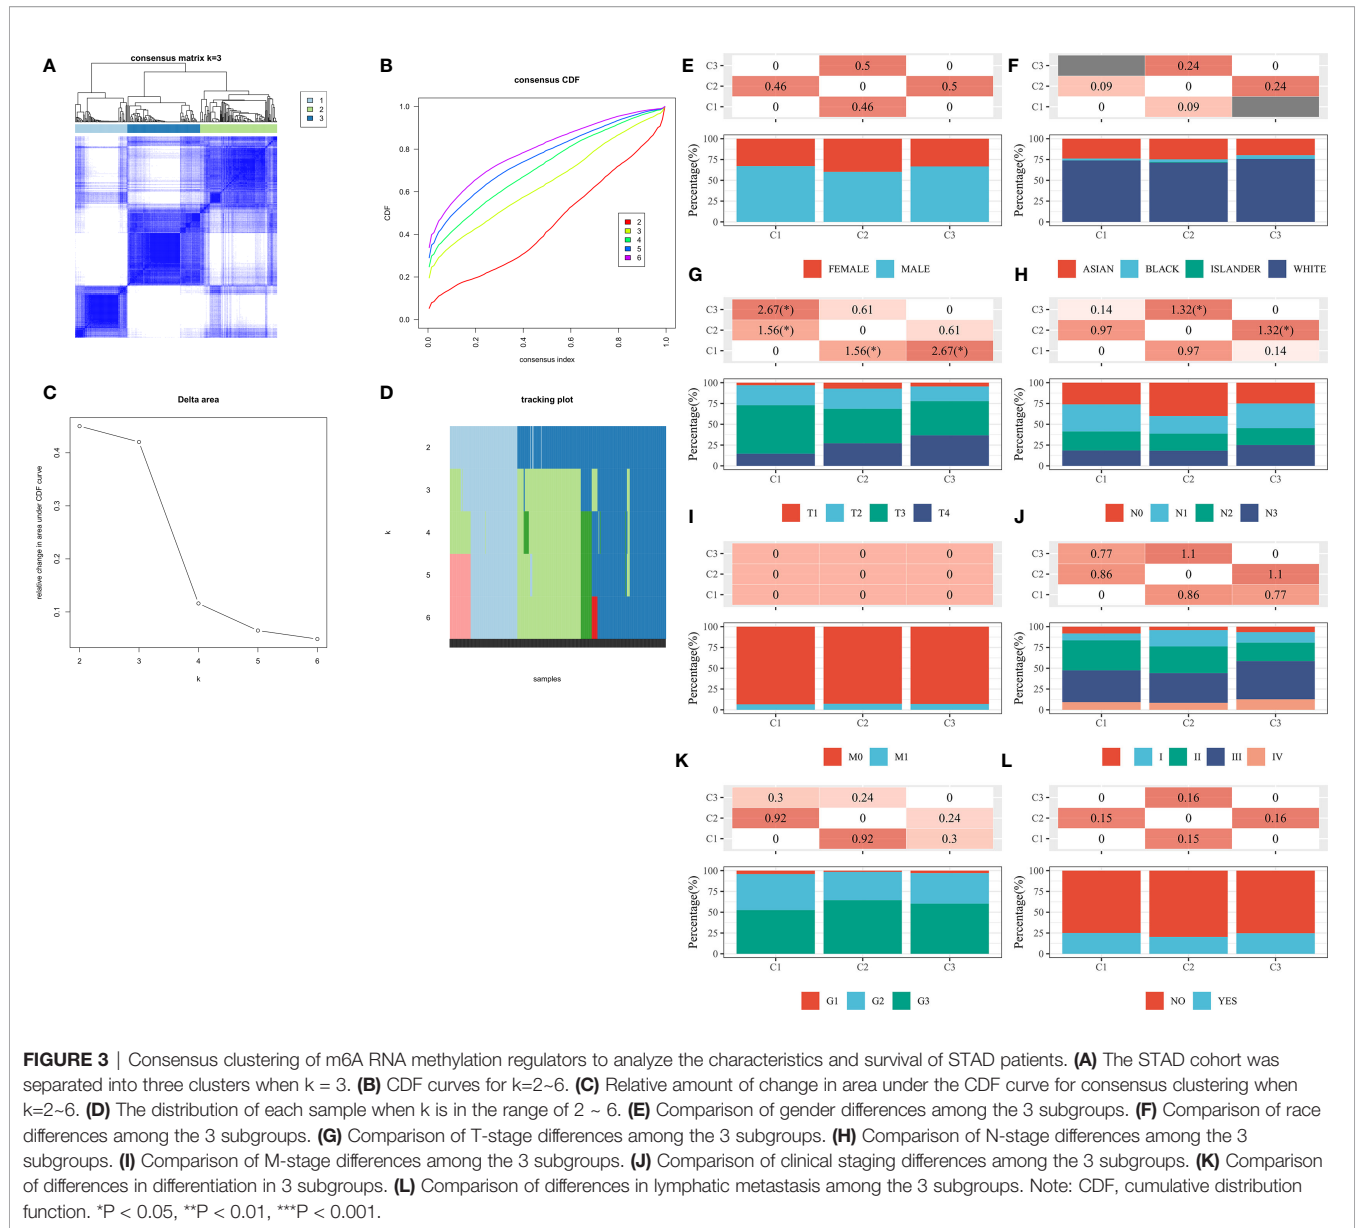 A
consensus matrix k=3
1
2
3
B
consensus CDF
1.0
0.8
0.6
0.4
0.2
0.0
CDF
2
3
4
5
6
0.0
0.2
0.4
0.6
0.8
1.0
consensus index
C
Delta area
0.4
0.3
0.2
0.1
relative change in area under CDF curve
2 3 4 5 6
k
D
tracking plot
2
3
4
5
6
k
samples
E
C3 0 0.5 0
C2 0.46 0 0.5
C1 0 0.46 0
Percentage(%)
100
75
50
25
0
C1 C2 C3
FEMALE MALE
F
C3 0.24 0
C2 0.09 0 0.24
C1 0 0.09
Percentage(%)
100
75
50
25
0
C1 C2 C3
ASIAN BLACK ISLANDER WHITE
G
C3 2.67(*) 0.61 0
C2 1.56(*) 0 0.61
C1 0 1.56(*) 2.67(*)
Percentage(%)
100
75
50
25
0
C1 C2 C3
T1 T2 T3 T4
H
C3 0.14 1.32(*) 0
C2 0.97 0 1.32(*)
C1 0 0.97 0.14
Percentage(%)
100
75
50
25
0
C1 C2 C3
N0 N1 N2 N3
I
C3 0 0 0
C2 0 0 0
C1 0 0 0
Percentage(%)
100
75
50
25
0
C1 C2 C3
M0 M1
J
C3 0.77 1.1 0
C2 0.86 0 1.1
C1 0 0.86 0.77
Percentage(%)
100
75
50
25
0
C1 C2 C3
I II III IV
K
C3 0.3 0.24 0
C2 0.92 0 0.24
C1 0 0.92 0.3
Percentage(%)
100
75
50
25
0
C1 C2 C3
G1 G2 G3
L
C3 0 0.16 0
C2 0.15 0 0.16
C1 0 0.15 0
Percentage(%)
100
75
50
25
0
C1 C2 C3
NO YES
FIGURE 3 | Consensus clustering of m6A RNA methylation regulators to analyze the characteristics and survival of STAD patients. (A) The STAD cohort was
separated into three clusters when k = 3. (B) CDF curves for k=2~6. (C) Relative amount of change in area under the CDF curve for consensus clustering when
k=2~6. (D) The distribution of each sample when k is in the range of 2 ~ 6. (E) Comparison of gender differences among the 3 subgroups. (F) Comparison of race
differences among the 3 subgroups. (G) Comparison of T-stage differences among the 3 subgroups. (H) Comparison of N-stage differences among the 3
subgroups. (I) Comparison of M-stage differences among the 3 subgroups. (J) Comparison of clinical staging differences among the 3 subgroups. (K) Comparison
of differences in differentiation in 3 subgroups. (L) Comparison of differences in lymphatic metastasis among the 3 subgroups. Note: CDF, cumulative distribution
function. *P < 0.05, **P < 0.01, ***P < 0.001.